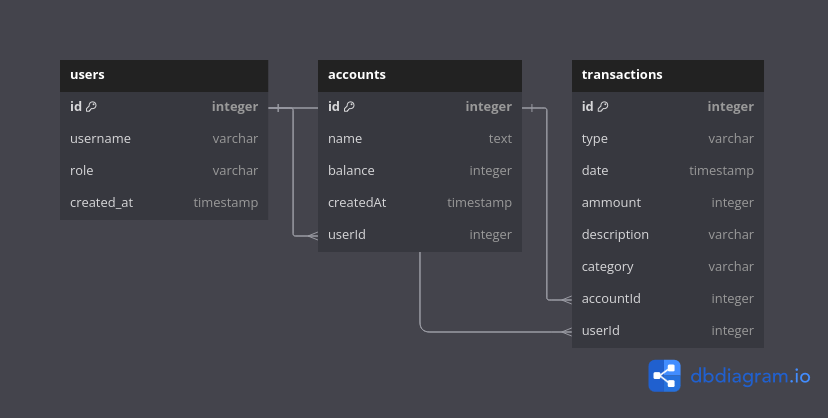 users
id integer
username varchar
role varchar
created_at timestamp
accounts
id integer
name text
balance integer
createdAt timestamp
userId integer
transactions
id integer
type varchar
date timestamp
ammount integer
description varchar
category varchar
accountId integer
userId integer
dbdiagram.io